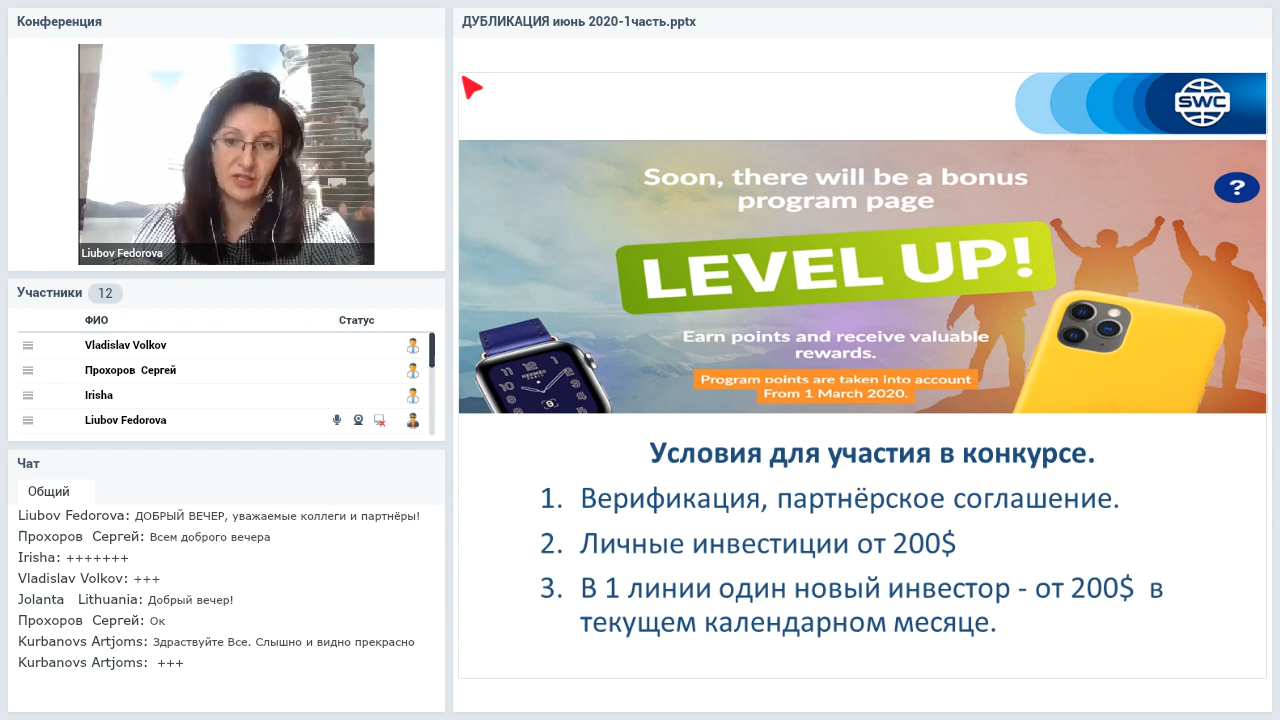 Конференция
Liubov Fedorova
Участники 12
ФИО Статус
Vladislav Volkov
Прохоров Сергей
Irisha
Liubov Fedorova
Чат
Общий
Liubov Fedorova: ДОБРЫЙ ВЕЧЕР, уважаемые коллеги и партнёры!
Прохоров Сергей: Всем доброго вечера
Irisha: +++++++
Vladislav Volkov: +++
Jolanta Lithuania: Добрый вечер!
Прохоров Сергей: Ок
Kurbanovs Artjoms: Здраствуйте Все. Слышно и видно прекрасно
Kurbanovs Artjoms: +++
ДУБЛИКАЦИЯ июнь 2020-1часть.pptx
SWC
Soon, there will be a bonus
program page
?
LEVEL UP!
Earn points and receive valuable
rewards.
Program points are taken into account
From 1 March 2020.
Условия для участия в конкурсе.
1. Верификация, партнёрское соглашение.
2. Личные инвестиции от 200$
3. В 1 линии один новый инвестор - от 200$ в
текущем календарном месяце.